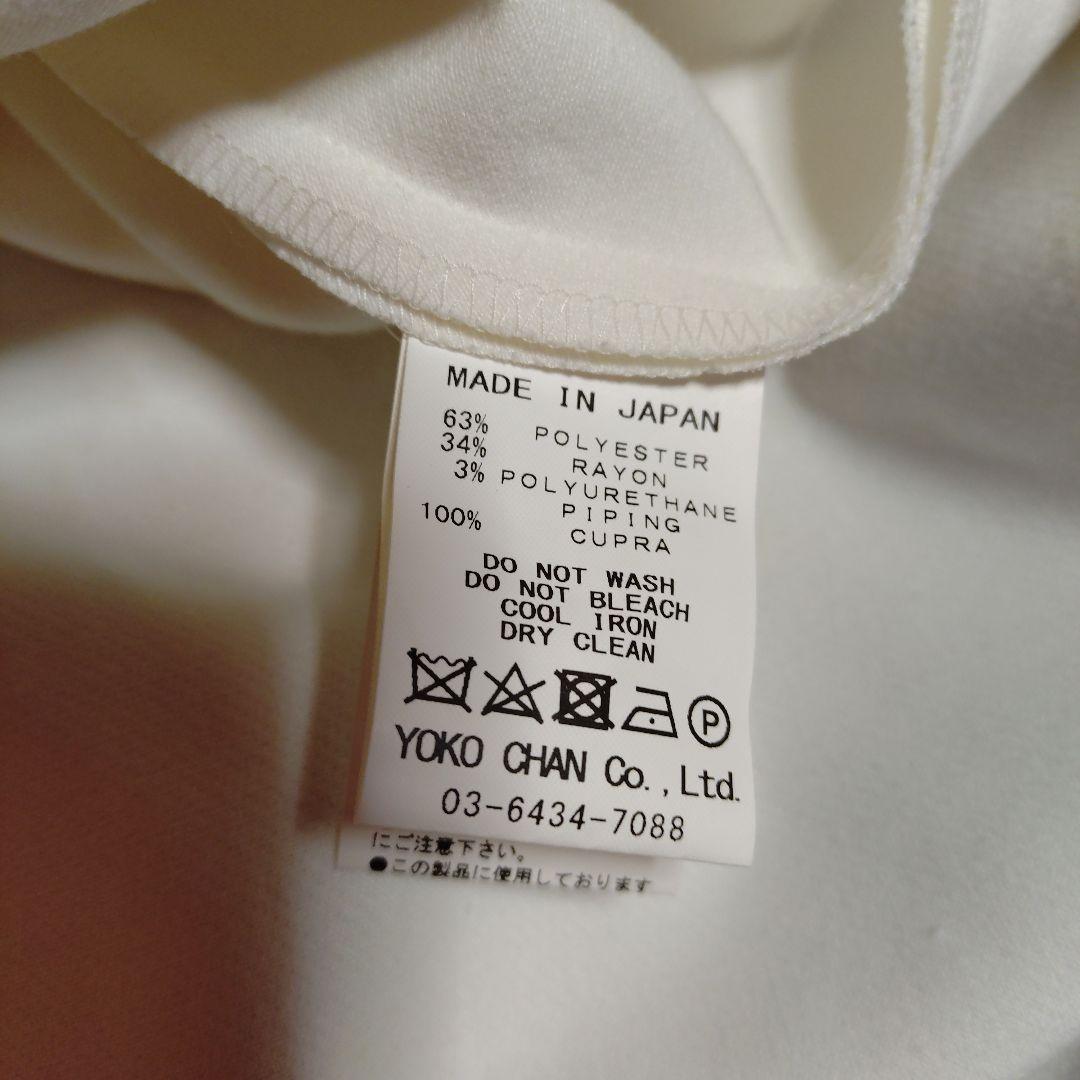 MADE IN JAPAN
63% POLYESTER
34% RAYON
3% POLYURETHANE
PIPING
100% CUPRA
DO NOT WASH
DO NOT BLEACH
COOL IRON
DRY CLEAN
P
YOKO CHAN Co., Ltd.
03-6434-7088
にご注意下さい。
●この製品に使用しております